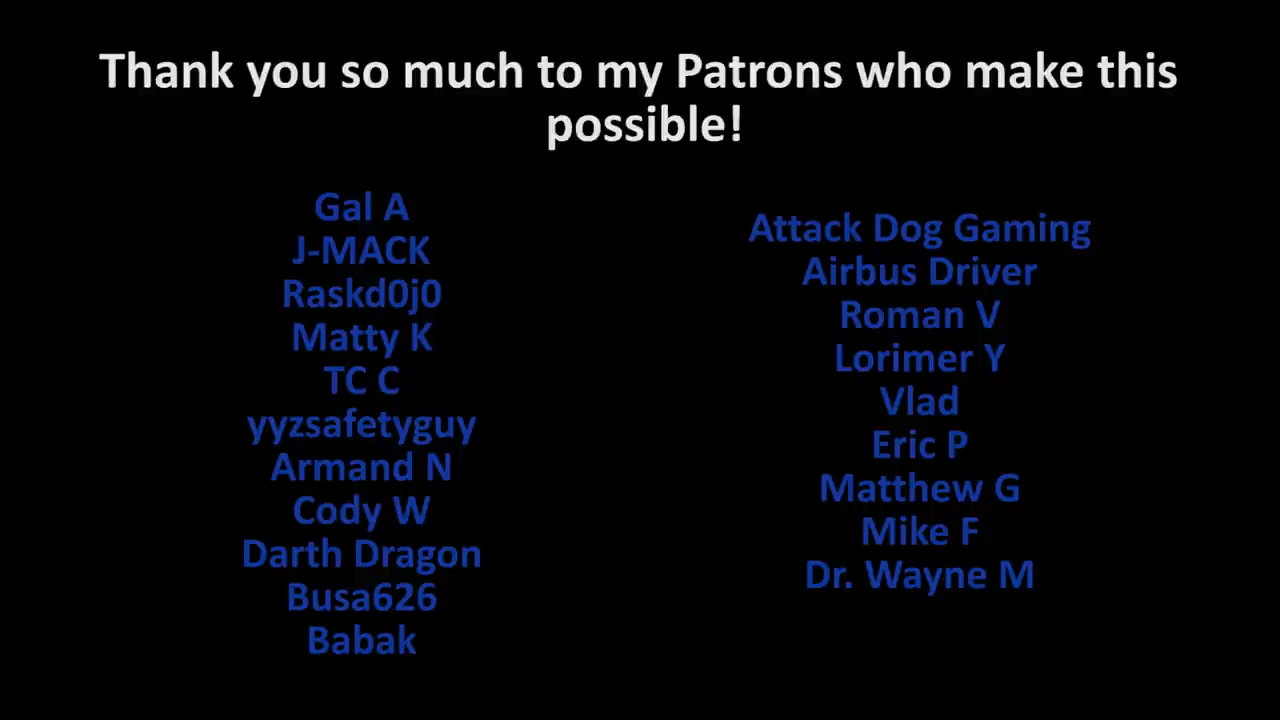 Thank you so much to my Patrons who make this
possible!
Gal A
J-MACK
Raskd0j0
Matty K
TC C
yyzsafetyguy
Armand N
Cody W
Darth Dragon
Busa626
Babak
Attack Dog Gaming
Airbus Driver
Roman V
Lorimer Y
Vlad
Eric P
Matthew G
Mike F
Dr. Wayne M